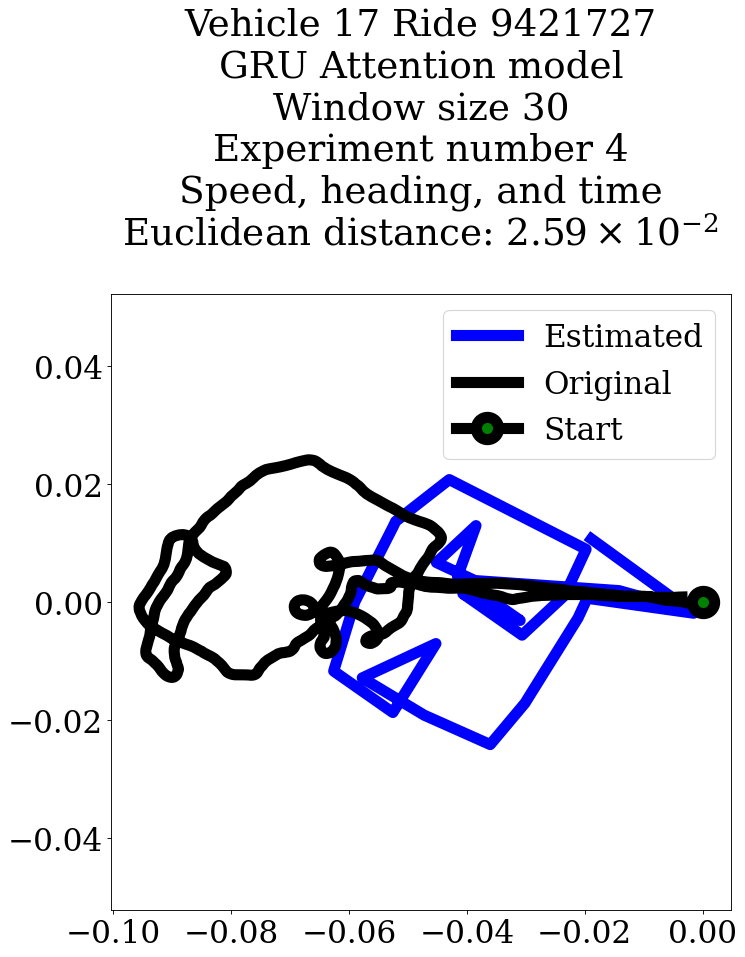 Vehicle 17 Ride 9421727
GRU Attention model
Window size 30
Experiment number 4
Speed, heading, and time
Euclidean distance: 2.59 × 10⁻²
Estimated
Original
Start
0.04
0.02
0.00
−0.02
−0.04
−0.10 −0.08 −0.06 −0.04 −0.02 0.00